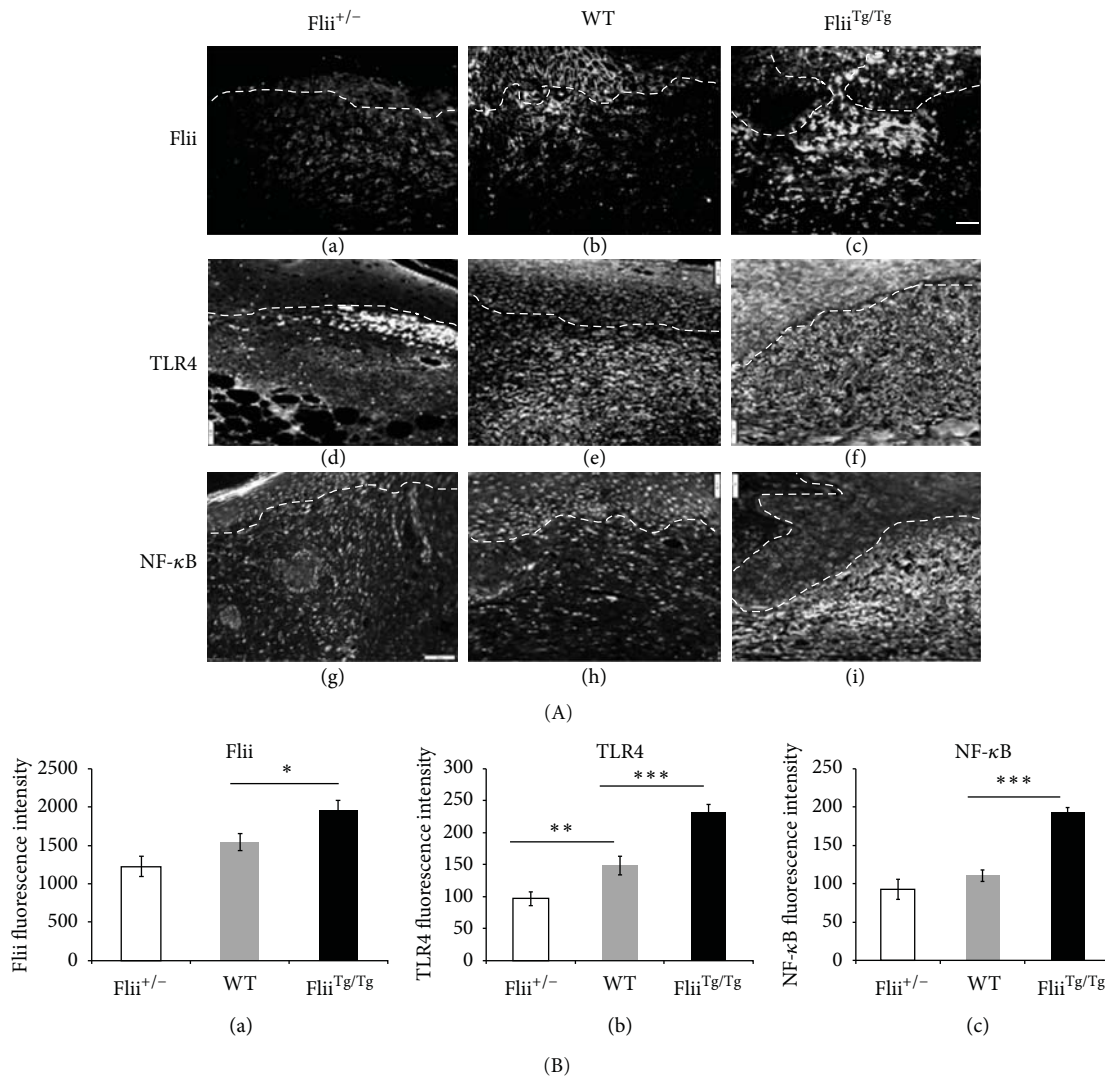 Flii+/− WT FliiTg/Tg
Flii
(a) (b) (c)
TLR4
(d) (e) (f)
NF-κB
(g) (h) (i)
(A)
Flii
Flii fluorescence intensity
2500
2000
1500
1000
500
0
*
Flii+/− WT FliiTg/Tg
(a)
TLR4
TLR4 fluorescence intensity
300
250
200
150
100
50
0
**
***
Flii+/− WT FliiTg/Tg
(b)
NF-κB
NF-κB fluorescence intensity
250
200
150
100
50
0
***
Flii+/− WT FliiTg/Tg
(c)
(B)